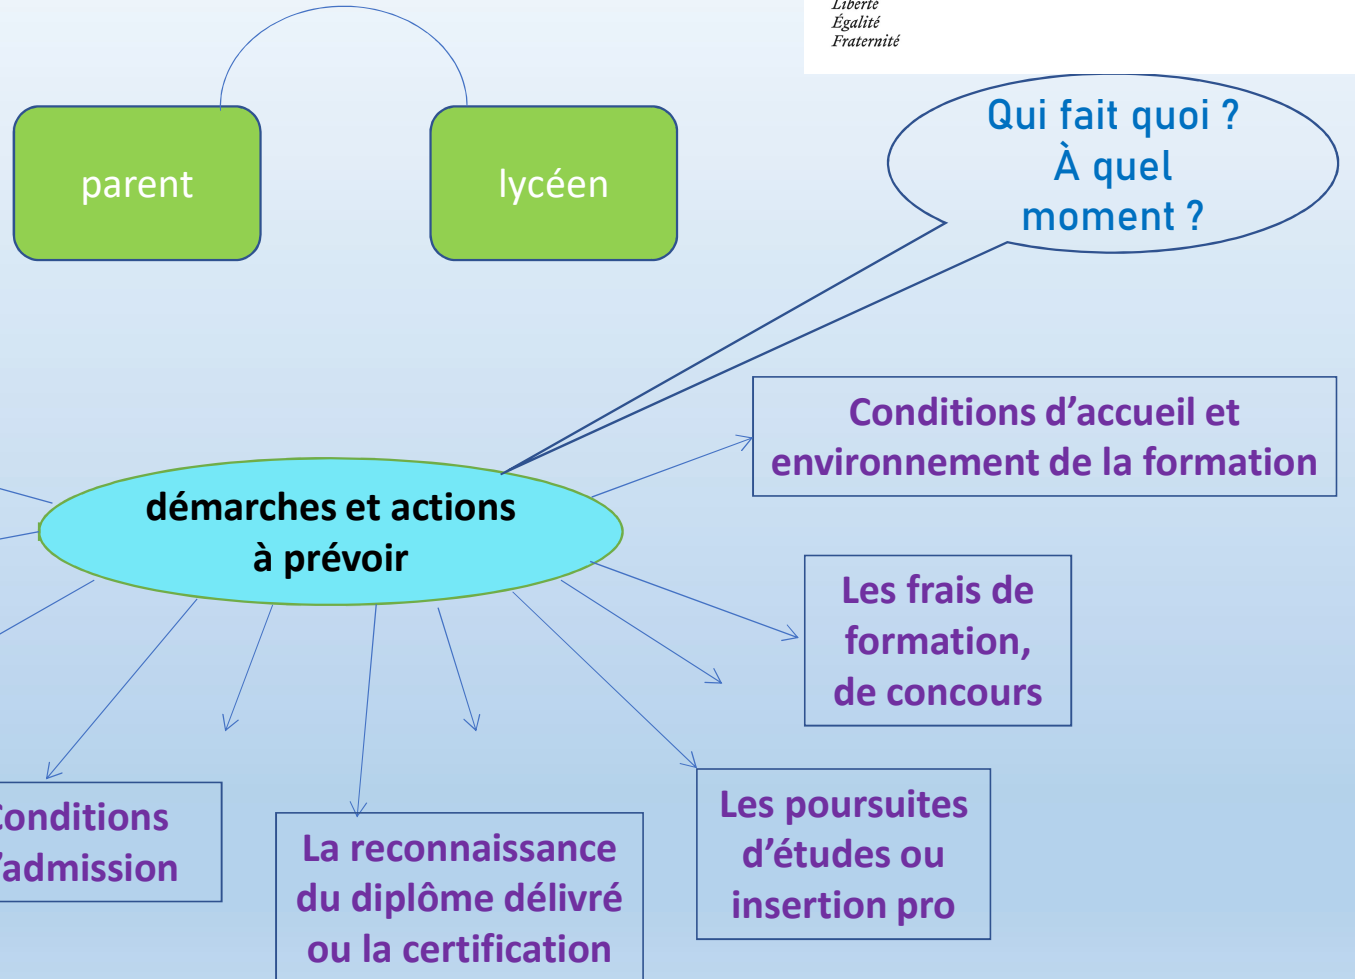 Liberté
Égalité
Fraternité
parent
lycéen
Qui fait quoi ?
À quel
moment ?
Conditions d’accueil et
environnement de la formation
démarches et actions
à prévoir
Les frais de
formation,
de concours
Conditions
d’admission
La reconnaissance
du diplôme délivré
ou la certification
Les poursuites
d’études ou
insertion pro